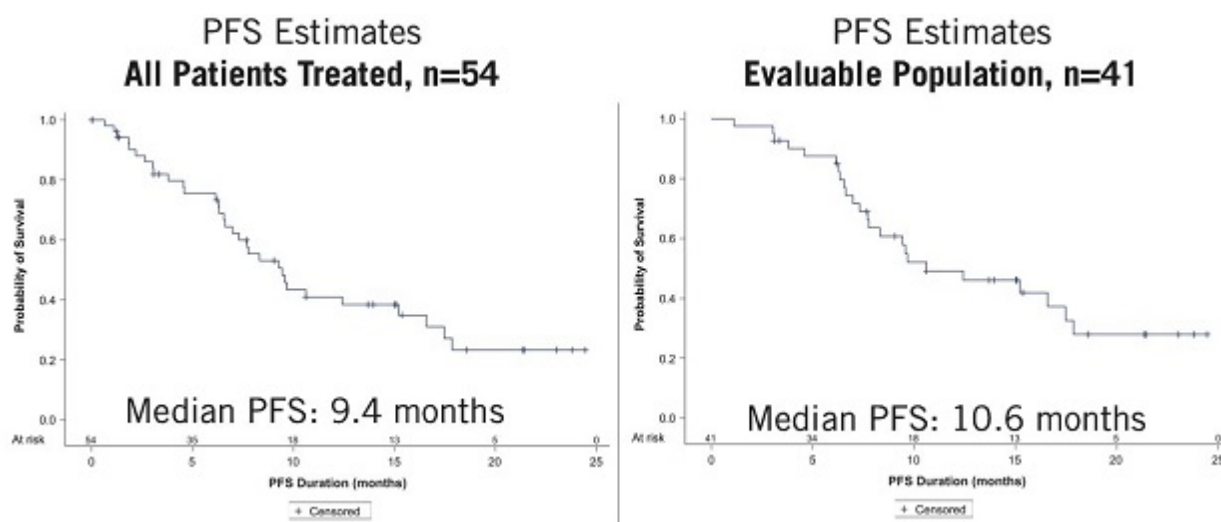 PFS Estimates
All Patients Treated, n=54
Probability of Survival
1.0
0.8
0.6
0.4
0.2
0.0
Median PFS: 9.4 months
At risk
54 35 18 13 5 0
0 5 10 15 20 25
PFS Duration (months)
+ Censored
PFS Estimates
Evaluable Population, n=41
Probability of Survival
1.0
0.8
0.6
0.4
0.2
0.0
Median PFS: 10.6 months
At risk
41 34 18 13 5 0
0 5 10 15 20 25
PFS Duration (months)
+ Censored